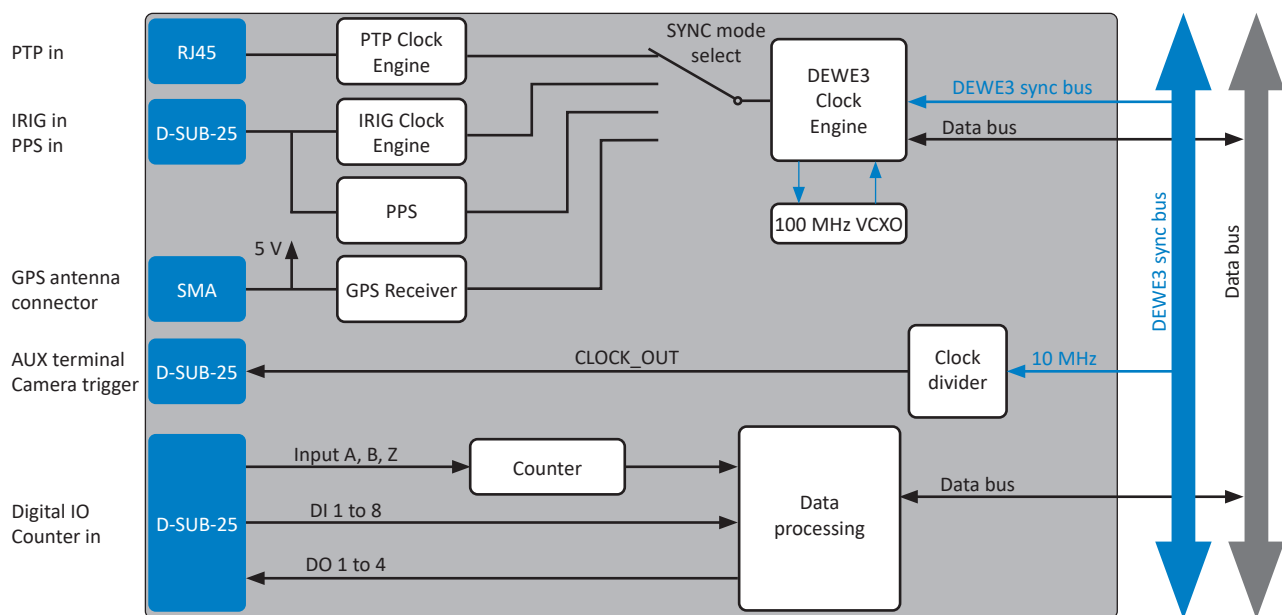 PTP in
RJ45
PTP Clock
Engine
SYNC mode
select
DEWE3
Clock
Engine
DEWE3 sync bus
Data bus
IRIG in
PPS in
D-SUB-25
IRIG Clock
Engine
PPS
100 MHz VCXO
5 V
GPS antenna
connector
SMA
GPS Receiver
DEWE3 sync bus
Data bus
AUX terminal
Camera trigger
D-SUB-25
CLOCK_OUT
Clock
divider
10 MHz
Digital IO
Counter in
D-SUB-25
Input A, B, Z
Counter
DI 1 to 8
DO 1 to 4
Data
processing
Data bus